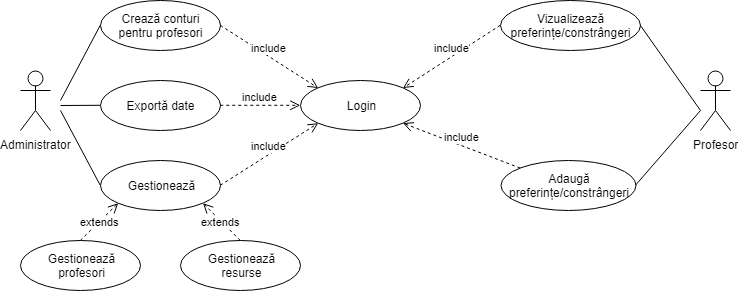 Crează conturi
pentru profesori
include
Vizualizează
preferințe/constrângeri
include
Administrator
Exportă date
include
Login
Profesor
include
include
Gestionează
Adaugă
preferințe/constrângeri
extends
extends
Gestionează
profesori
Gestionează
resurse